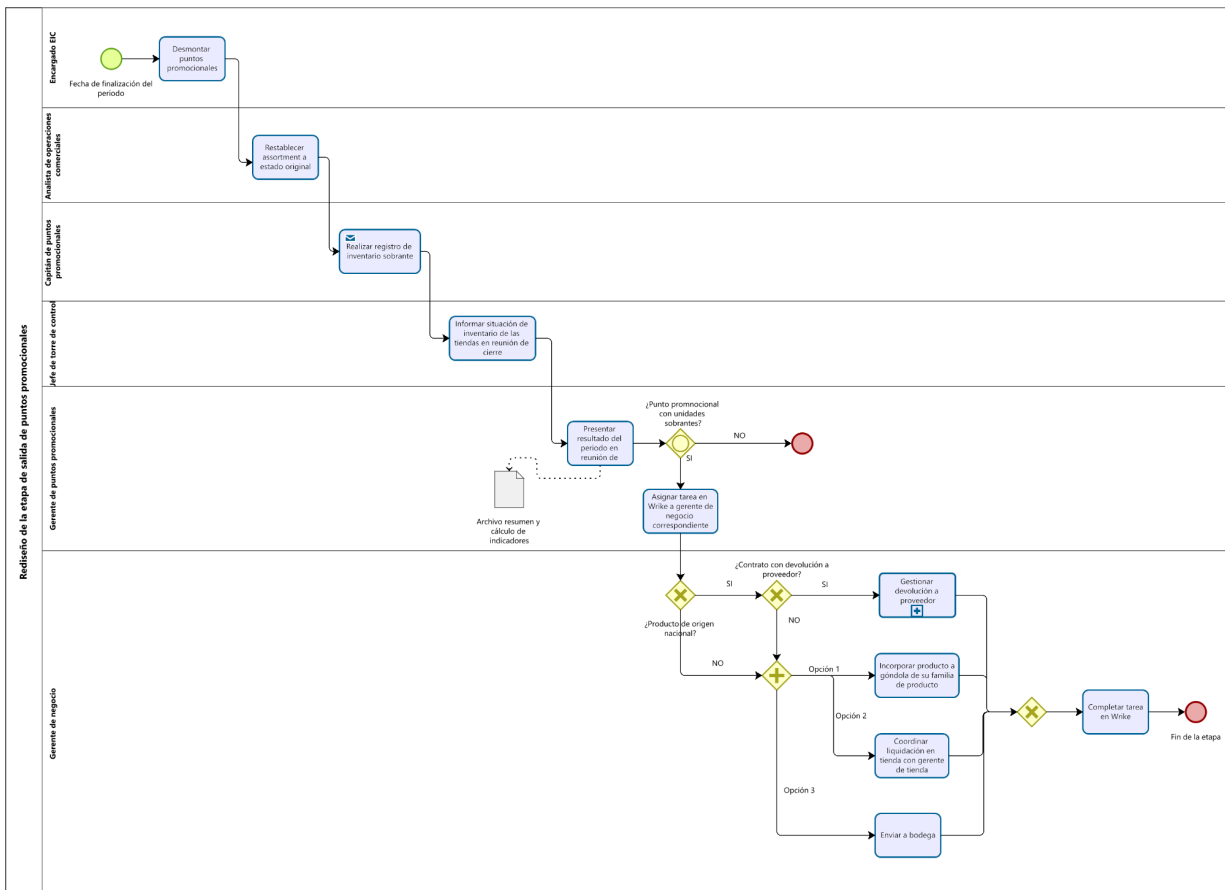 Rediseño de la etapa de salida de puntos promocionales
Encargado EIC
Fecha de finalización del
periodo
Desmontar
puntos
promocionales
Analista de operaciones
comerciales
Restablecer
assortment a
estado original
Capitán de puntos
promocionales
Realizar registro de
inventario sobrante
Jefe de torre de control
Informar situación de
inventario de las
tiendas en reunión de
cierre
Gerente de puntos promocionales
Presentar
resultado del
periodo en
reunión de
Archivo resumen y
cálculo de
indicadores
¿Punto promnocional
con unidades
sobrantes?
NO
SI
Asignar tarea en
Wrike a gerente de
negocio
correspondiente
Gerente de negocio
¿Producto de origen
nacional?
SI
NO
¿Contrato con devolución a
proveedor?
SI
NO
Gestionar
devolución a
proveedor
Opción 1
Incorporar producto a
góndola de su familia
de producto
Opción 2
Coordinar
liquidación en
tienda con gerente
de tienda
Opción 3
Enviar a bodega
Completar tarea
en Wrike
Fin de la etapa